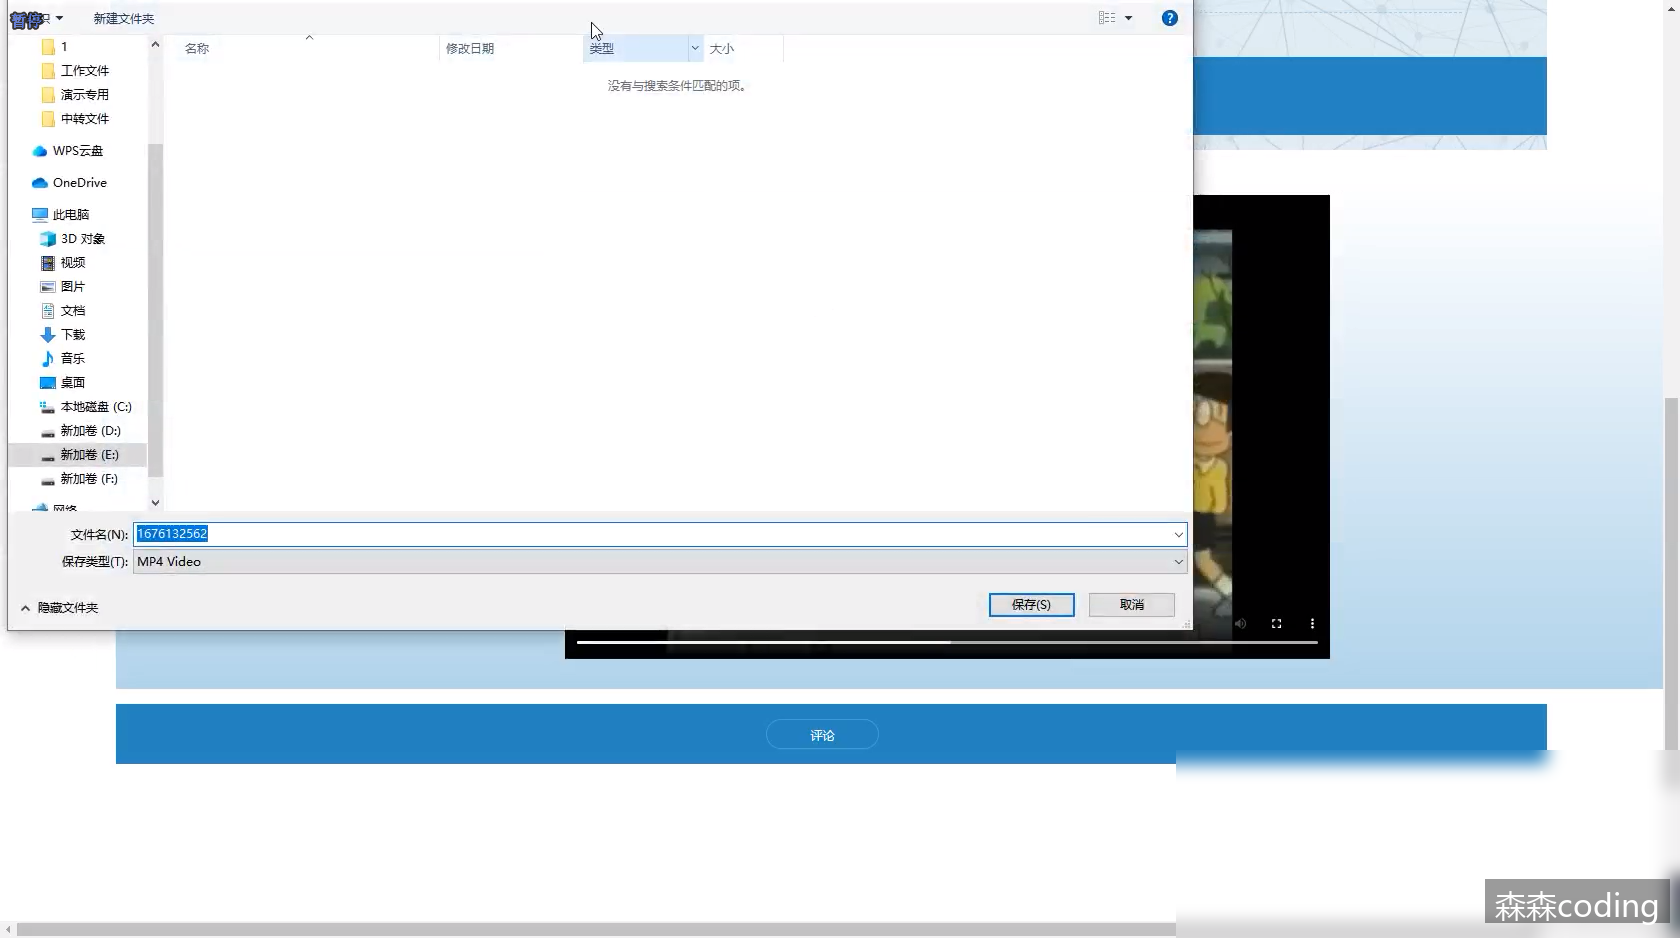 暂停
新建文件夹
名称
修改日期
类型
大小
没有与搜索条件匹配的项。
1
工作文件
演示专用
中转文件
WPS云盘
OneDrive
此电脑
3D 对象
视频
图片
文档
下载
音乐
桌面
本地磁盘 (C:)
新加卷 (D:)
新加卷 (E:)
新加卷 (F:)
网络
文件名(N):
1676132562
保存类型(T):
MP4 Video
隐藏文件夹
保存(S)
取消
评论
森森coding